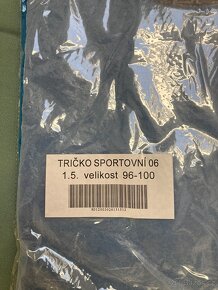 TRIČKO SPORTOVNÍ 06
1.5. velikost 96-100